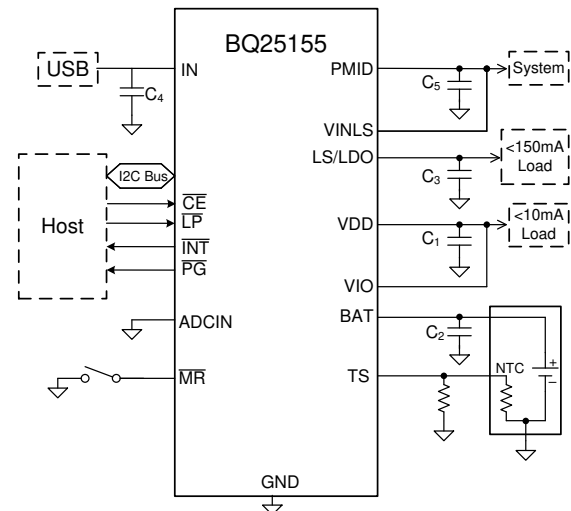 BQ25155
USB
IN
C4
PMID
C5
System
VINLS
LS/LDO
C3
<150mA
Load
I2C Bus
Host
CE
LP
INT
PG
VDD
C1
<10mA
Load
VIO
ADCIN
BAT
C2
MR
TS
NTC
+
−
GND